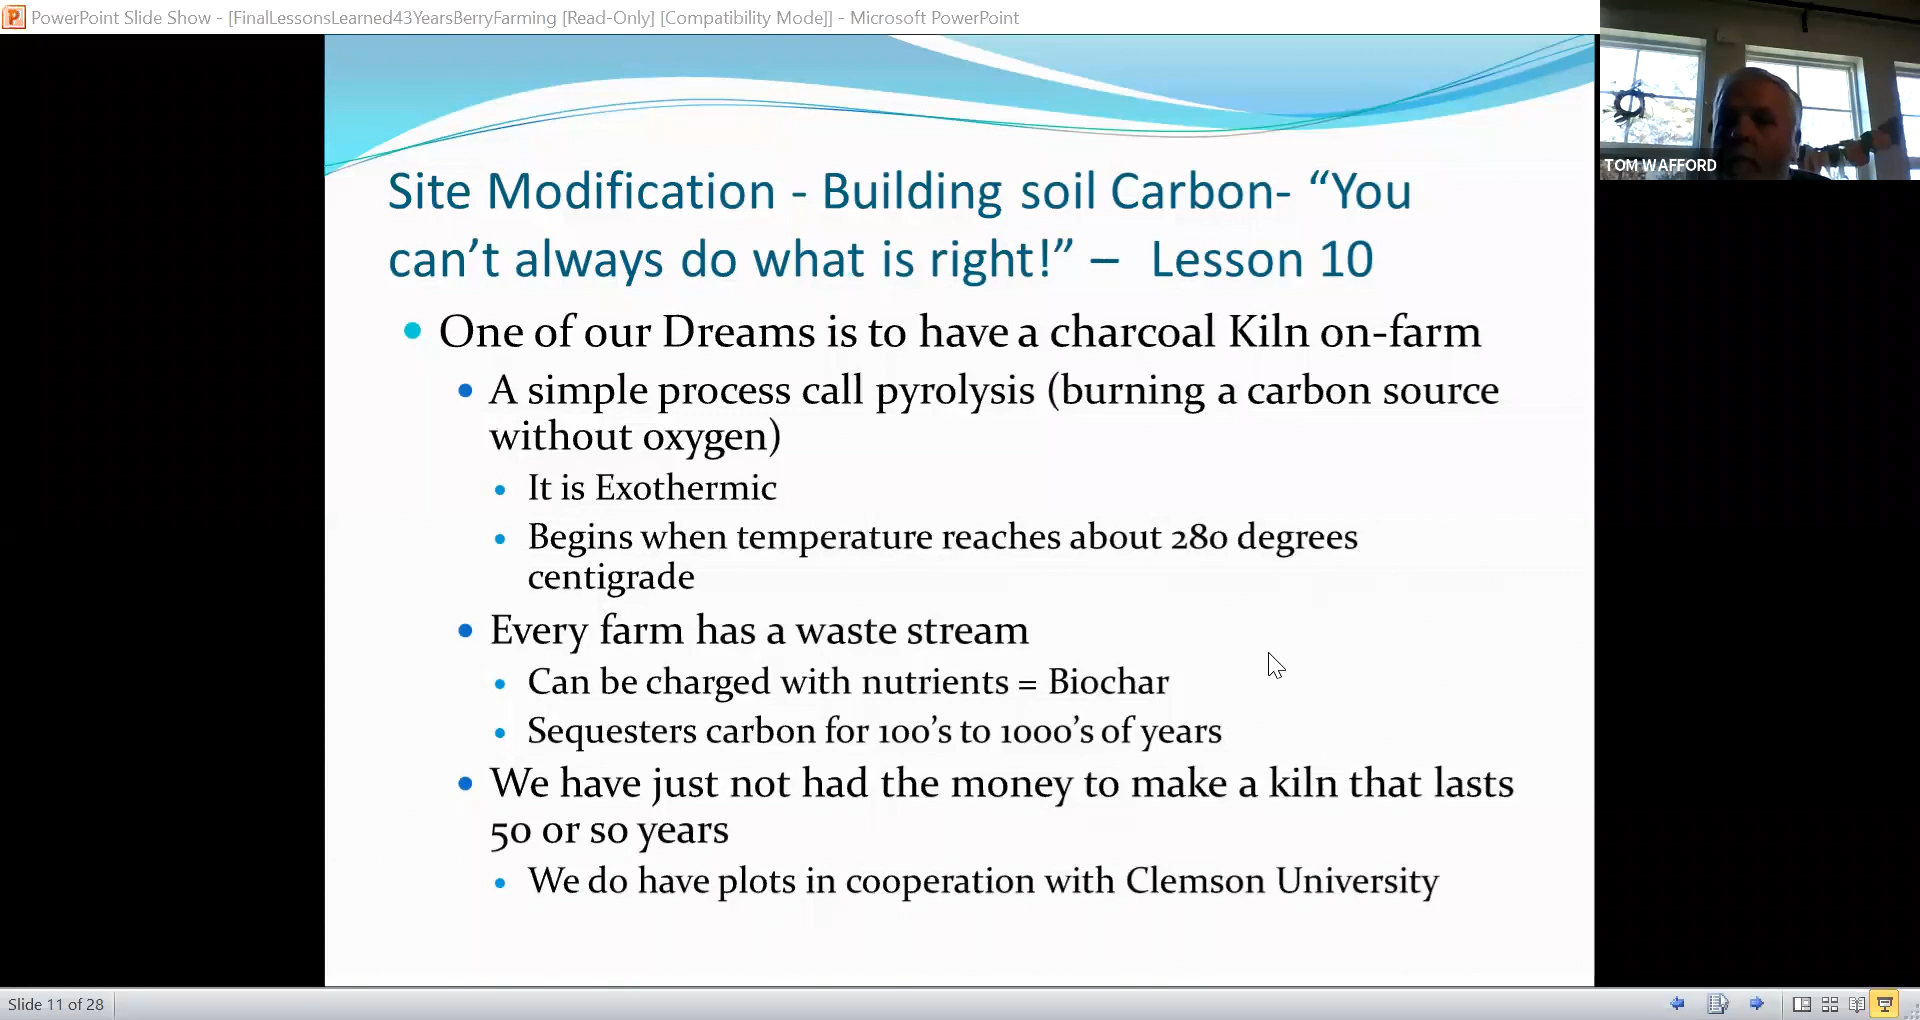 PowerPoint Slide Show - [FinalLessonsLearned43YearsBerryFarming [Read-Only] [Compatibility Mode]] - Microsoft PowerPoint
TOM WAFFORD
Site Modification - Building soil Carbon- “You
can’t always do what is right!” – Lesson 10
One of our Dreams is to have a charcoal Kiln on-farm
A simple process call pyrolysis (burning a carbon source
without oxygen)
It is Exothermic
Begins when temperature reaches about 280 degrees
centigrade
Every farm has a waste stream
Can be charged with nutrients = Biochar
Sequesters carbon for 100’s to 1000’s of years
We have just not had the money to make a kiln that lasts
50 or so years
We do have plots in cooperation with Clemson University
Slide 11 of 28